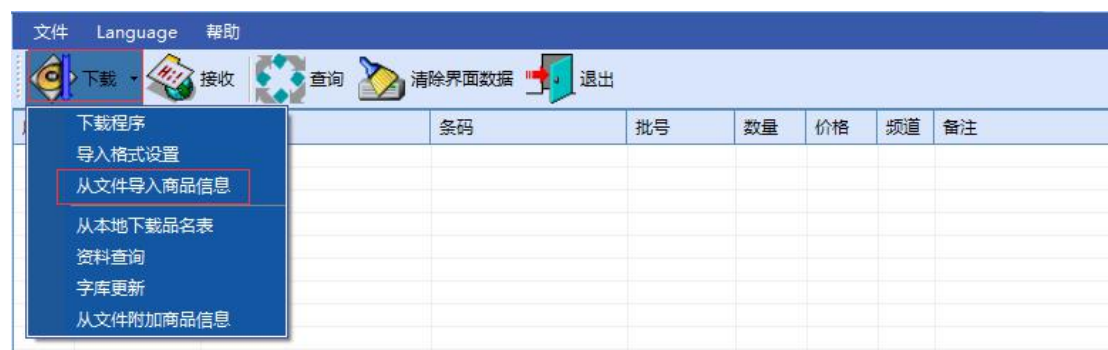 文件 Language 帮助
下载 接收 查询 清除界面数据 退出
条码 批号 数量 价格 频道 备注
下载程序
导入格式设置
从文件导入商品信息
从本地下载品名表
资料查询
字库更新
从文件附加商品信息